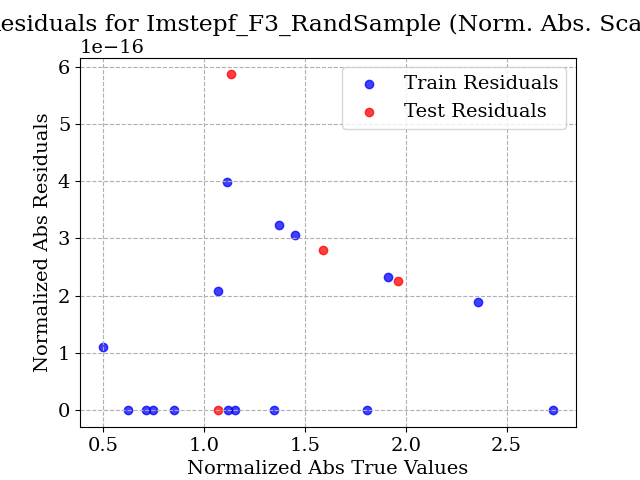 esiduals for Imstepf_F3_RandSample (Norm. Abs. Sca
1e−16
6
5
4
3
2
1
0
Normalized Abs Residuals
Train Residuals
Test Residuals
0.5 1.0 1.5 2.0 2.5
Normalized Abs True Values